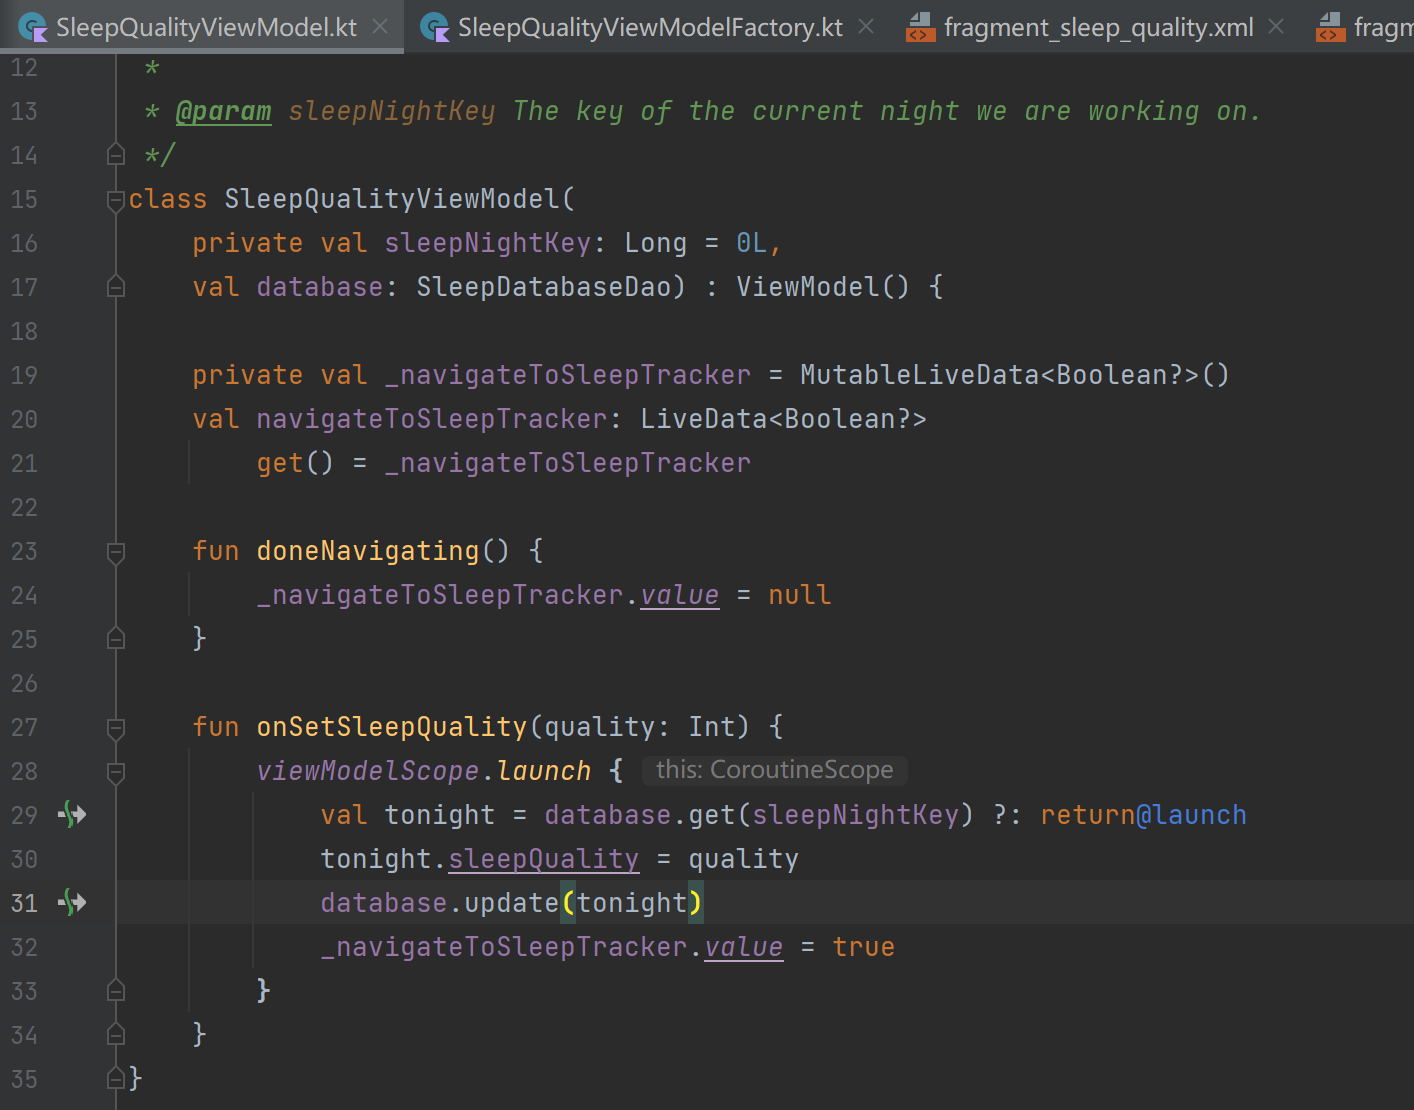 SleepQualityViewModel.kt SleepQualityViewModelFactory.kt fragment_sleep_quality.xml fragm
12 *
13 * @param sleepNightKey The key of the current night we are working on.
14 */
15 class SleepQualityViewModel(
16 private val sleepNightKey: Long = 0L,
17 val database: SleepDatabaseDao) : ViewModel() {
18
19 private val _navigateToSleepTracker = MutableLiveData<Boolean?>()
20 val navigateToSleepTracker: LiveData<Boolean?>
21 get() = _navigateToSleepTracker
22
23 fun doneNavigating() {
24 _navigateToSleepTracker.value = null
25 }
26
27 fun onSetSleepQuality(quality: Int) {
28 viewModelScope.launch { this: CoroutineScope
29 val tonight = database.get(sleepNightKey) ?: return@launch
30 tonight.sleepQuality = quality
31 database.update(tonight)
32 _navigateToSleepTracker.value = true
33 }
34 }
35 }